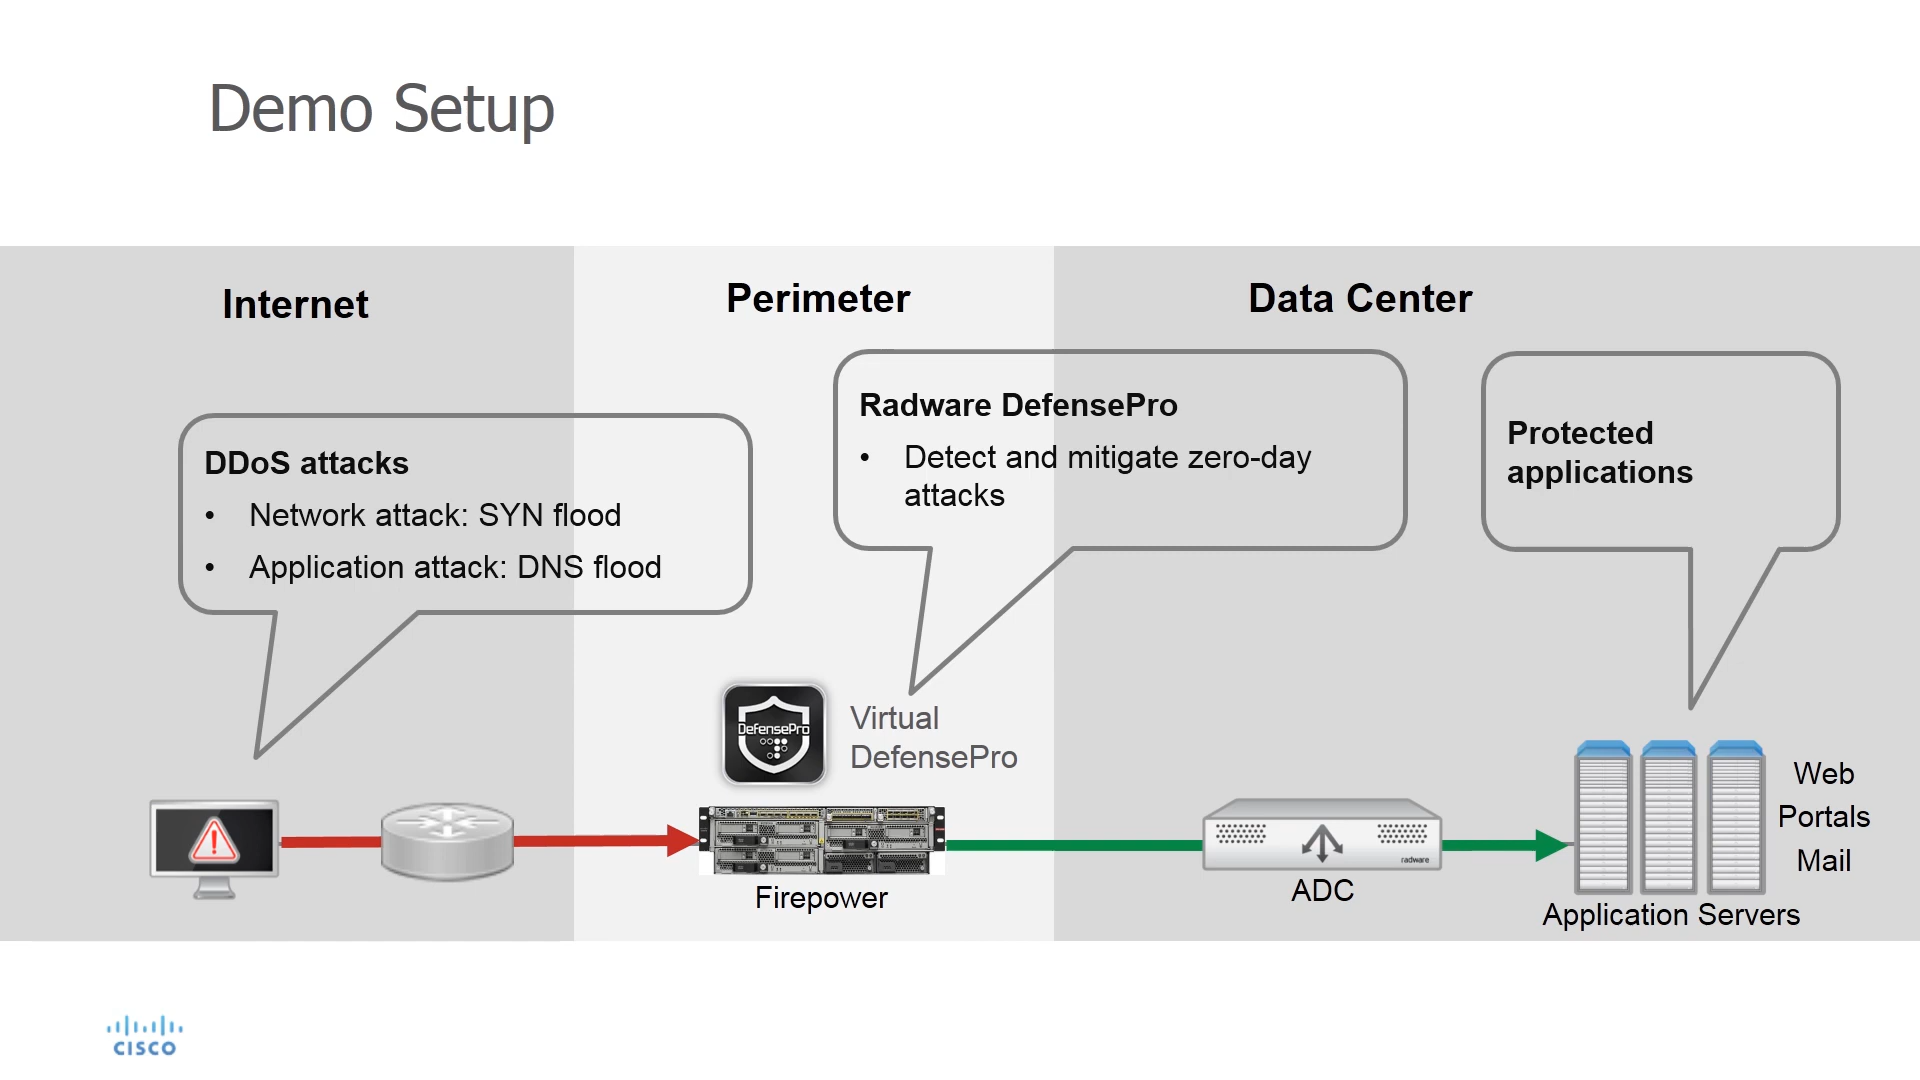 Demo Setup
Internet
Perimeter
Data Center
DDoS attacks
• Network attack: SYN flood
• Application attack: DNS flood
Radware DefensePro
• Detect and mitigate zero-day
attacks
Protected
applications
DefensePro
Virtual
DefensePro
Firepower
radware
ADC
Web
Portals
Mail
Application Servers
CISCO